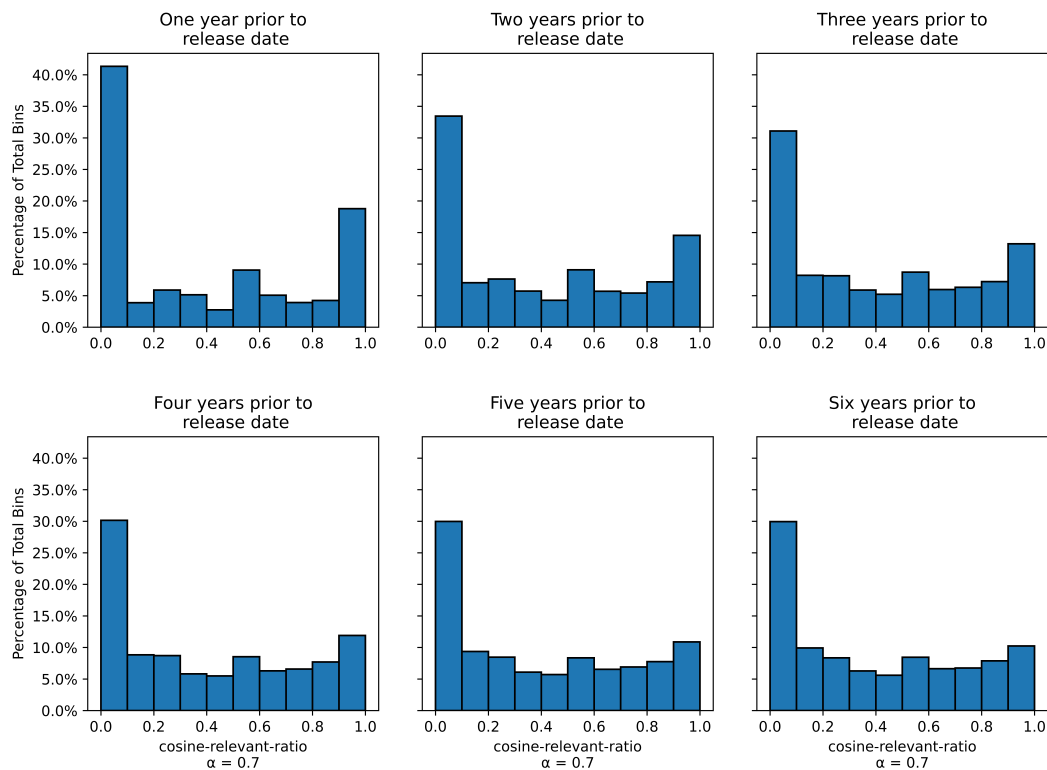 One year prior to
release date
Two years prior to
release date
Three years prior to
release date
Percentage of Total Bins
40.0%
35.0%
30.0%
25.0%
20.0%
15.0%
10.0%
5.0%
0.0%
0.0 0.2 0.4 0.6 0.8 1.0
0.0 0.2 0.4 0.6 0.8 1.0
0.0 0.2 0.4 0.6 0.8 1.0
Four years prior to
release date
Five years prior to
release date
Six years prior to
release date
Percentage of Total Bins
40.0%
35.0%
30.0%
25.0%
20.0%
15.0%
10.0%
5.0%
0.0%
0.0 0.2 0.4 0.6 0.8 1.0
cosine-relevant-ratio
α = 0.7
0.0 0.2 0.4 0.6 0.8 1.0
cosine-relevant-ratio
α = 0.7
0.0 0.2 0.4 0.6 0.8 1.0
cosine-relevant-ratio
α = 0.7